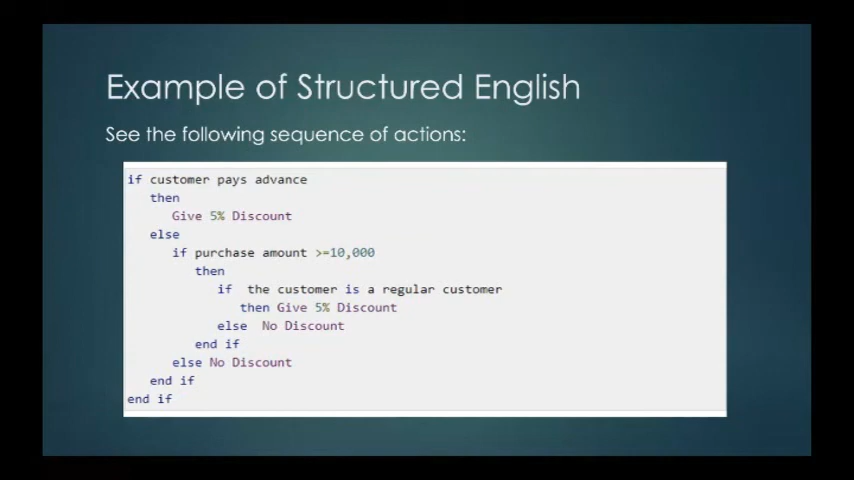 Example of Structured English
See the following sequence of actions:
if customer pays advance
then
Give 5% Discount
else
if purchase amount >=10,000
then
if the customer is a regular customer
then Give 5% Discount
else No Discount
end if
else No Discount
end if
end if